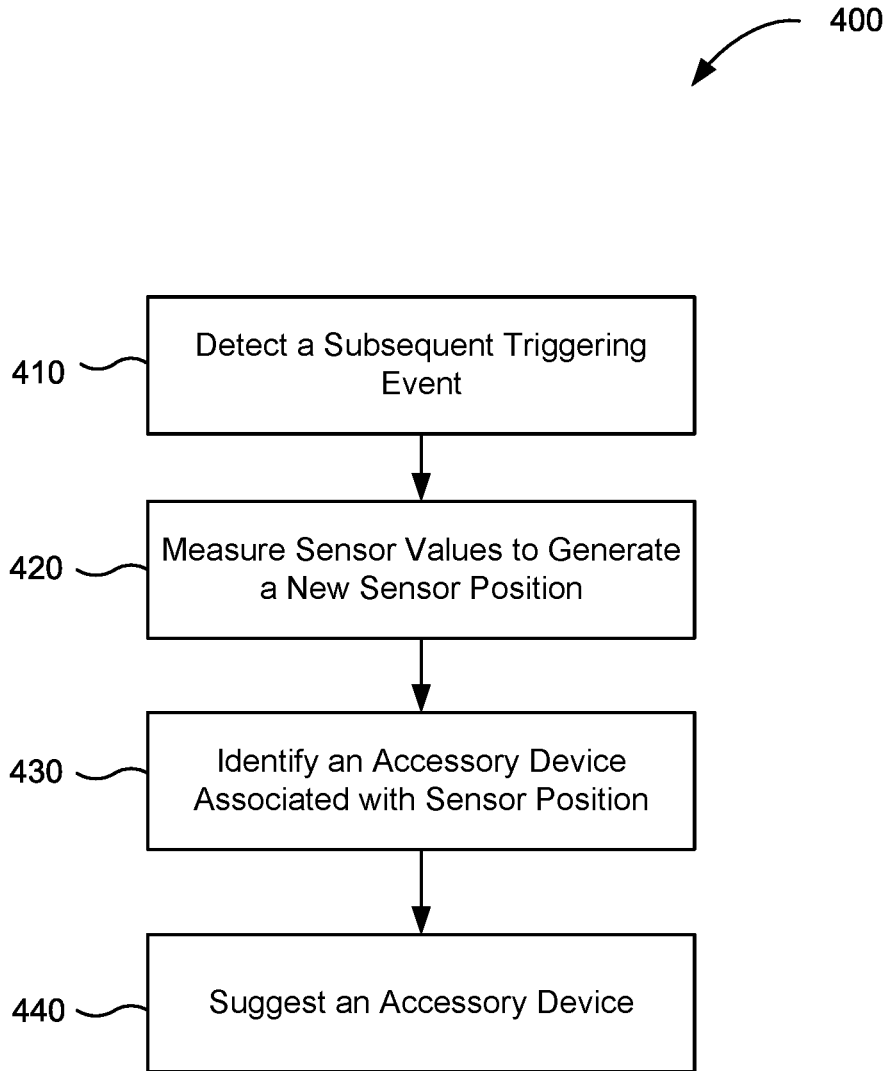 400
410
Detect a Subsequent Triggering
Event
420
Measure Sensor Values to Generate
a New Sensor Position
430
Identify an Accessory Device
Associated with Sensor Position
440
Suggest an Accessory Device